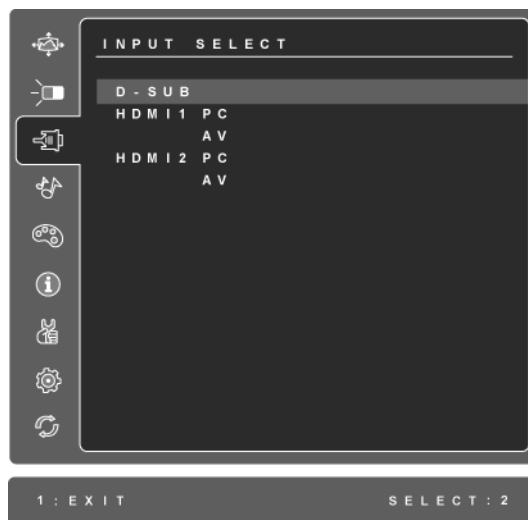 INPUT SELECT
D-SUB
HDMI1 PC
AV
HDMI2 PC
AV
1:EXIT SELECT:2